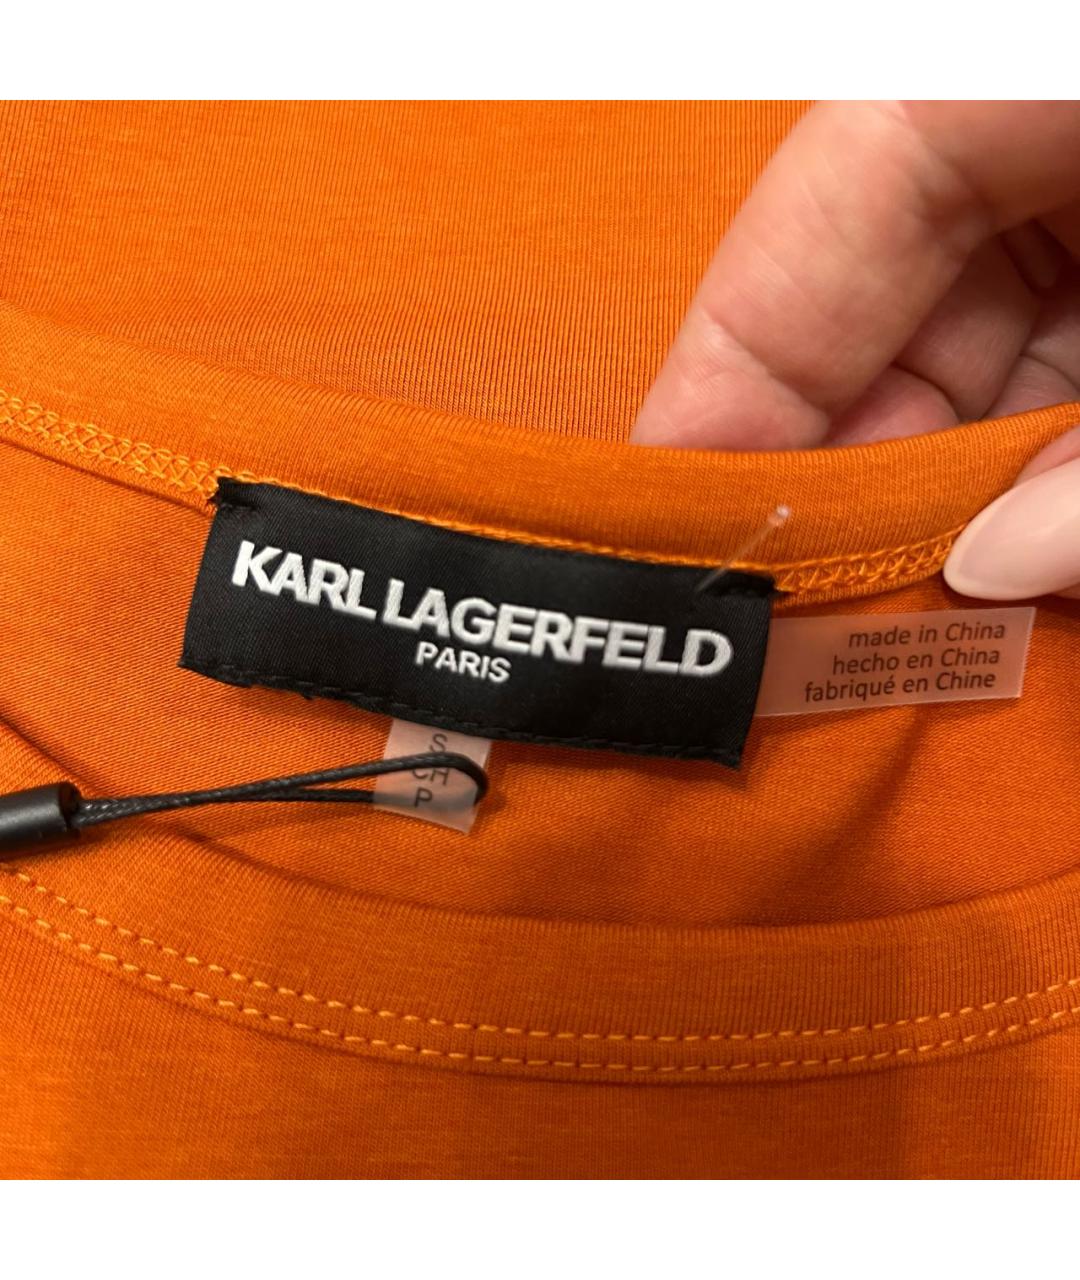 KARL LAGERFELD
PARIS
made in China
hecho en China
fabriqué en Chine
S
CH
P